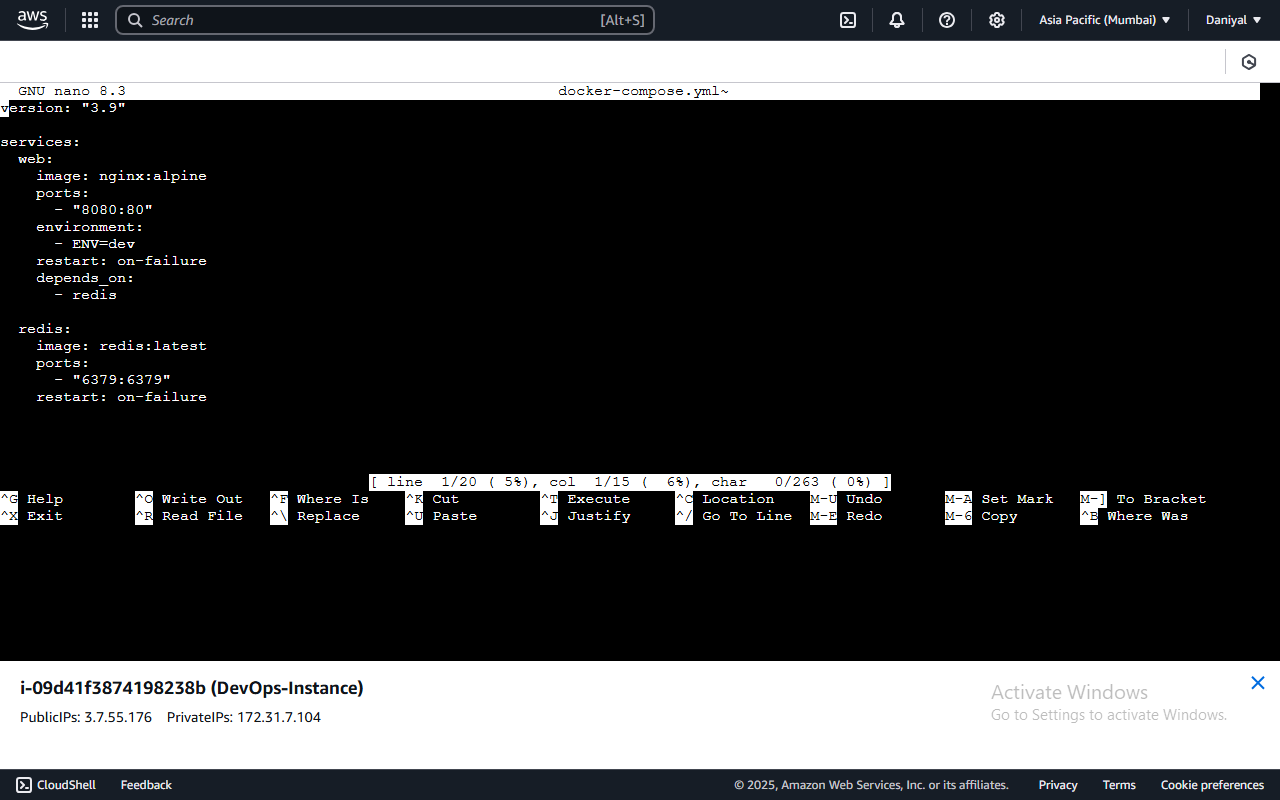 aws Search [Alt+S] Asia Pacific (Mumbai) Daniyal
GNU nano 8.3 docker-compose.yml~
version: "3.9"
services:
  web:
    image: nginx:alpine
    ports:
      - "8080:80"
    environment:
      - ENV=dev
    restart: on-failure
    depends_on:
      - redis
  redis:
    image: redis:latest
    ports:
      - "6379:6379"
    restart: on-failure
[ line  1/20 ( 5%), col  1/15 (  6%), char   0/263 ( 0%) ]
^G Help ^O Write Out ^F Where Is ^K Cut ^T Execute ^C Location M-U Undo M-A Set Mark M-] To Bracket
^X Exit ^R Read File ^\ Replace ^U Paste ^J Justify ^/ Go To Line M-E Redo M-6 Copy ^B Where Was
i-09d41f3874198238b (DevOps-Instance)
PublicIPs: 3.7.55.176 PrivateIPs: 172.31.7.104
Activate Windows
Go to Settings to activate Windows.
CloudShell Feedback © 2025, Amazon Web Services, Inc. or its affiliates. Privacy Terms Cookie preferences